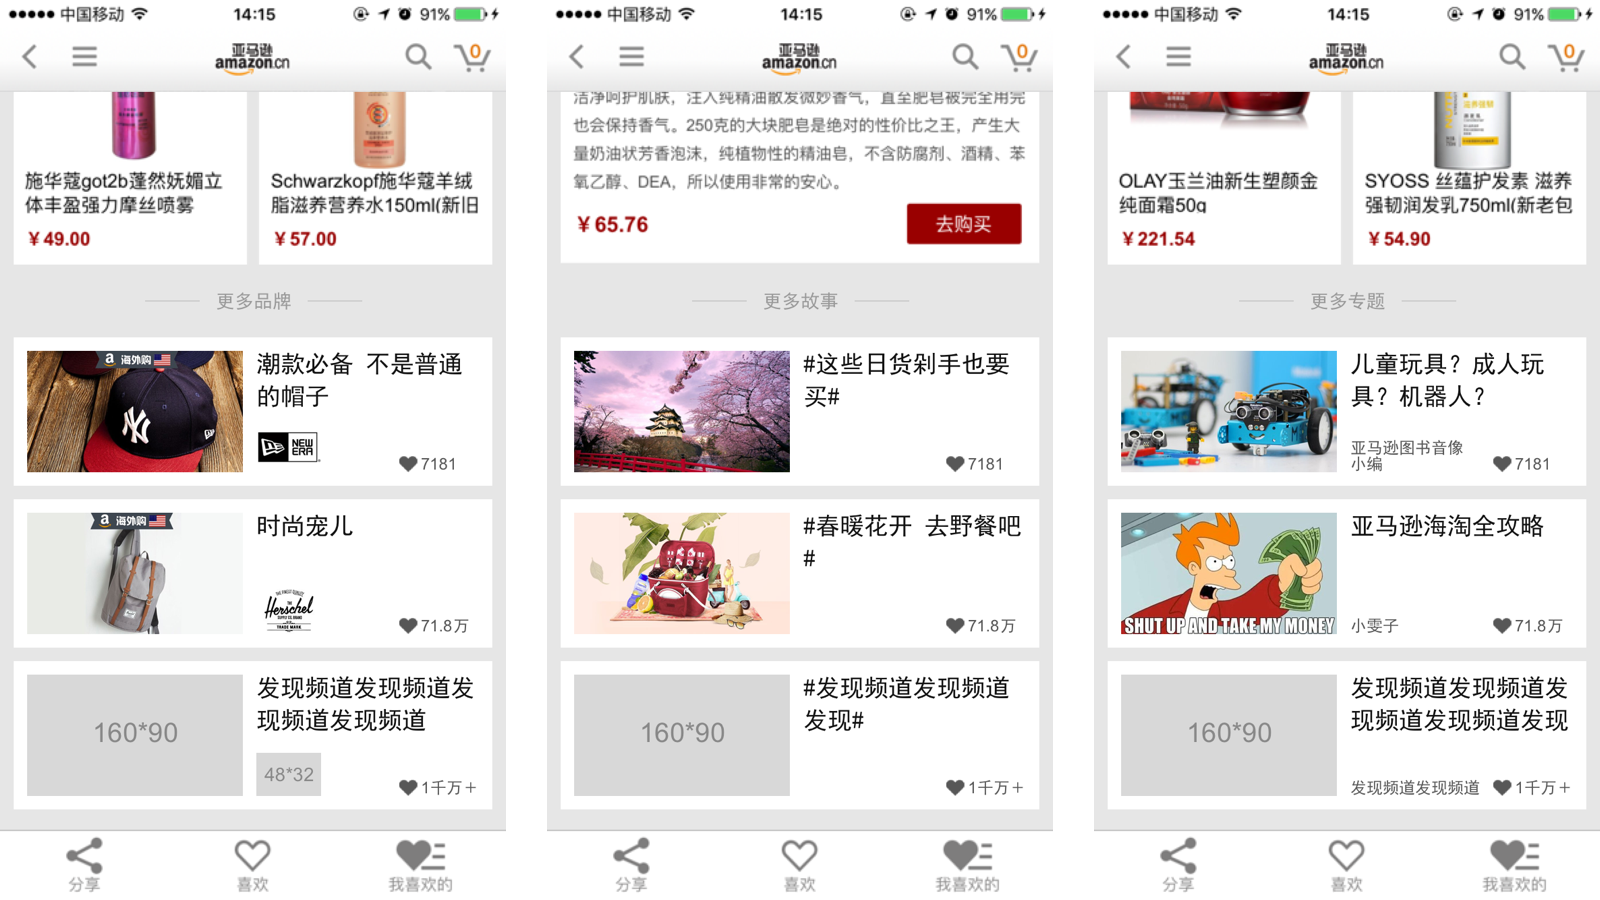 中国移动
14:15
91%
亚马逊
amazon.cn
0
施华蔻got2b蓬然妩媚立
体丰盈强力摩丝喷雾
￥49.00
Schwarzkopf施华蔻羊绒
脂滋养营养水150ml(新旧
￥57.00
更多品牌
a 海外购
潮款必备 不是普通
的帽子
NEW
ERA
7181
a 海外购
时尚宠儿
Herschel
SUPPLY CO. BRAND
TRADE MARK
71.8万
160*90
发现频道发现频道发
现频道发现频道
48*32
1千万+
分享
喜欢
我喜欢的
中国移动
14:15
91%
亚马逊
amazon.cn
0
洁净呵护肌肤，注入纯精油散发微妙香气，直至肥皂被完全用完
也会保持香气。250克的大块肥皂是绝对的性价比之王，产生大
量奶油状芳香泡沫，纯植物性的精油皂，不含防腐剂、酒精、苯
氧乙醇、DEA，所以使用非常的安心。
￥65.76
去购买
更多故事
#这些日货剁手也要
买#
7181
#春暖花开 去野餐吧
#
71.8万
160*90
#发现频道发现频道
发现#
1千万+
分享
喜欢
我喜欢的
中国移动
14:15
91%
亚马逊
amazon.cn
0
OLAY玉兰油新生塑颜金
纯面霜50g
￥221.54
SYOSS 丝蕴护发素 滋养
强韧润发乳750ml(新老包
￥54.90
更多专题
儿童玩具？成人玩
具？机器人？
亚马逊图书音像
小编
7181
SHUT UP AND TAKE MY MONEY
亚马逊海淘全攻略
小雯子
71.8万
160*90
发现频道发现频道发
现频道发现频道发现
发现频道发现频道
1千万+
分享
喜欢
我喜欢的